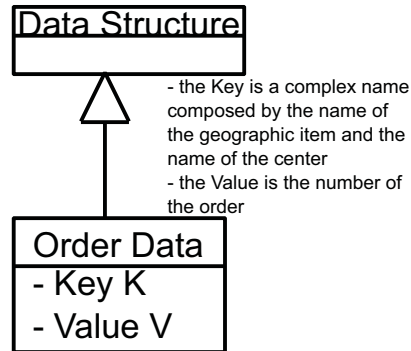 Data Structure
- the Key is a complex name
composed by the name of
the geographic item and the
name of the center
- the Value is the number of
the order
Order Data
- Key K
- Value V